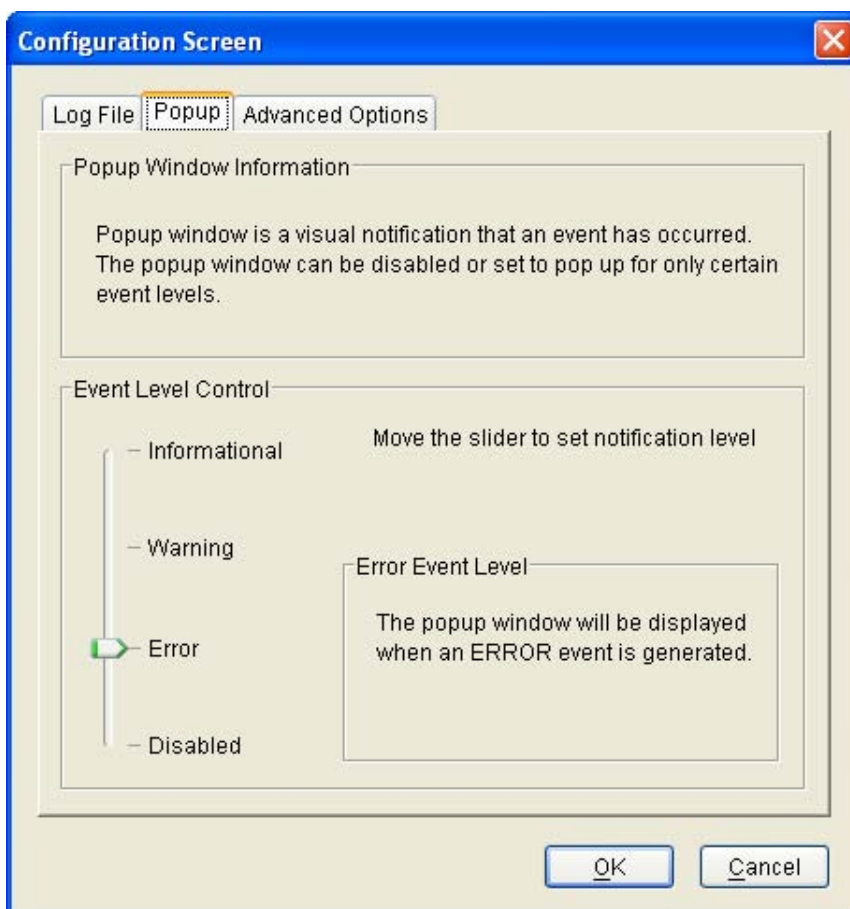 Configuration Screen
Log File Popup Advanced Options
Popup Window Information
Popup window is a visual notification that an event has occurred.
The popup window can be disabled or set to pop up for only certain
event levels.
Event Level Control
Move the slider to set notification level
Informational
Warning
Error
Disabled
Error Event Level
The popup window will be displayed
when an ERROR event is generated.
OK Cancel